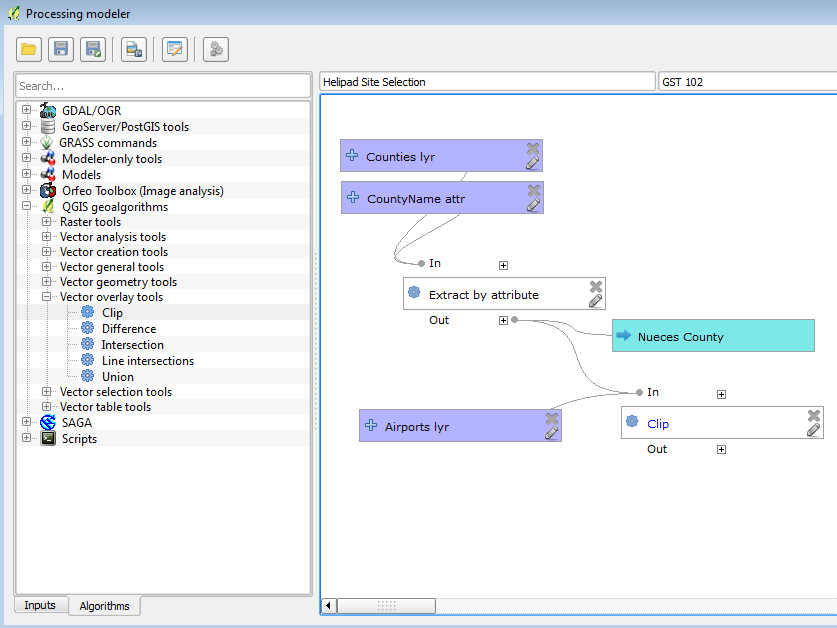 Processing modeler
Search...
Helipad Site Selection
GST 102
GDAL/OGR
GeoServer/PostGIS tools
GRASS commands
Modeler-only tools
Models
Orfeo Toolbox (Image analysis)
QGIS geoalgorithms
Raster tools
Vector analysis tools
Vector creation tools
Vector general tools
Vector geometry tools
Vector overlay tools
Clip
Difference
Intersection
Line intersections
Union
Vector selection tools
Vector table tools
SAGA
Scripts
Inputs
Algorithms
Counties lyr
CountyName attr
In
Extract by attribute
Out
Nueces County
In
Airports lyr
Clip
Out